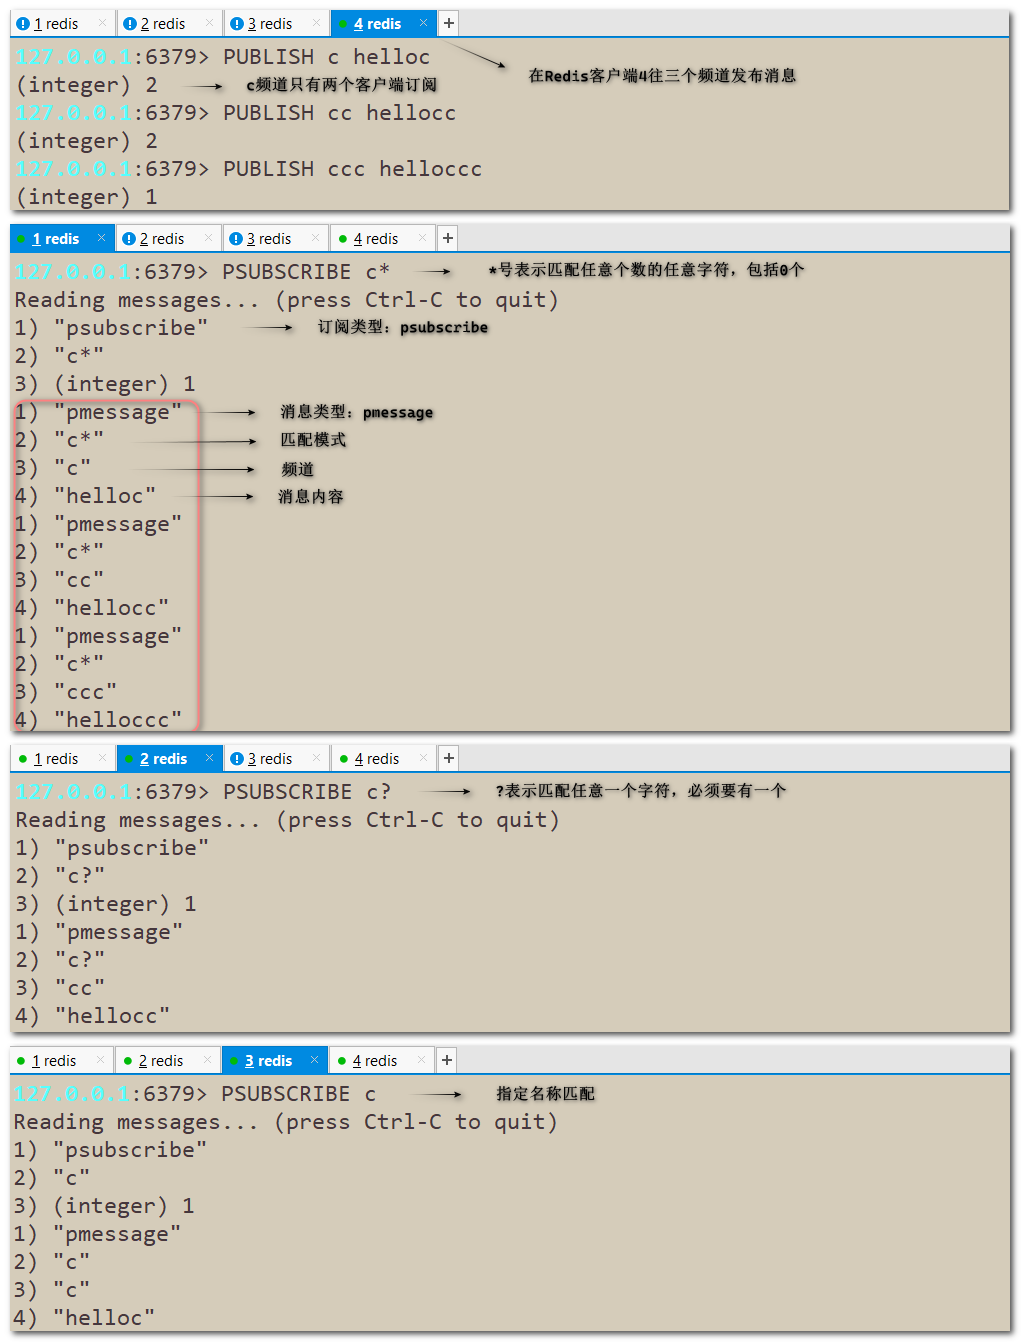 1 redis 2 redis 3 redis 4 redis
127.0.0.1:6379> PUBLISH c helloc
在Redis客户端4往三个频道发布消息
(integer) 2 c频道只有两个客户端订阅
127.0.0.1:6379> PUBLISH cc hellocc
(integer) 2
127.0.0.1:6379> PUBLISH ccc helloccc
(integer) 1
1 redis 2 redis 3 redis 4 redis
127.0.0.1:6379> PSUBSCRIBE c* *号表示匹配任意个数的任意字符，包括0个
Reading messages... (press Ctrl-C to quit)
1) "psubscribe" 订阅类型：psubscribe
2) "c*"
3) (integer) 1
1) "pmessage" 消息类型：pmessage
2) "c*" 匹配模式
3) "c" 频道
4) "helloc" 消息内容
1) "pmessage"
2) "c*"
3) "cc"
4) "hellocc"
1) "pmessage"
2) "c*"
3) "ccc"
4) "helloccc"
1 redis 2 redis 3 redis 4 redis
127.0.0.1:6379> PSUBSCRIBE c? ?表示匹配任意一个字符，必须要有一个
Reading messages... (press Ctrl-C to quit)
1) "psubscribe"
2) "c?"
3) (integer) 1
1) "pmessage"
2) "c?"
3) "cc"
4) "hellocc"
1 redis 2 redis 3 redis 4 redis
127.0.0.1:6379> PSUBSCRIBE c 指定名称匹配
Reading messages... (press Ctrl-C to quit)
1) "psubscribe"
2) "c"
3) (integer) 1
1) "pmessage"
2) "c"
3) "c"
4) "helloc"